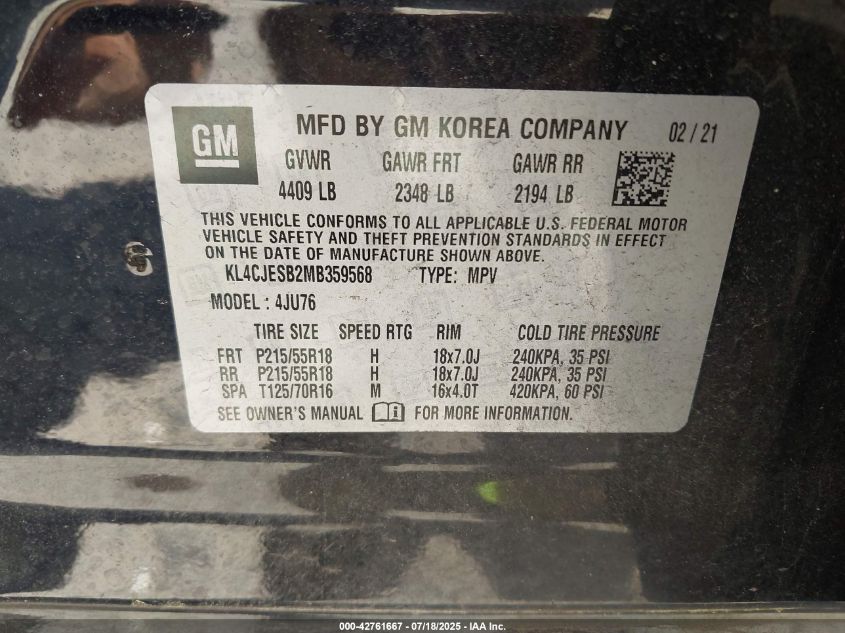 GM
MFD BY GM KOREA COMPANY 02 / 21
GVWR GAWR FRT GAWR RR
4409 LB 2348 LB 2194 LB
THIS VEHICLE CONFORMS TO ALL APPLICABLE U.S. FEDERAL MOTOR
VEHICLE SAFETY AND THEFT PREVENTION STANDARDS IN EFFECT
ON THE DATE OF MANUFACTURE SHOWN ABOVE.
KL4CJESB2MB359568 TYPE: MPV
MODEL : 4JU76
TIRE SIZE SPEED RTG RIM COLD TIRE PRESSURE
FRT P215/55R18 H 18x7.0J 240KPA, 35 PSI
RR P215/55R18 H 18x7.0J 240KPA, 35 PSI
SPA T125/70R16 M 16x4.0T 420KPA, 60 PSI
SEE OWNER'S MANUAL FOR MORE INFORMATION.
000-42761667 / 07/18/2025 - IAA Inc.